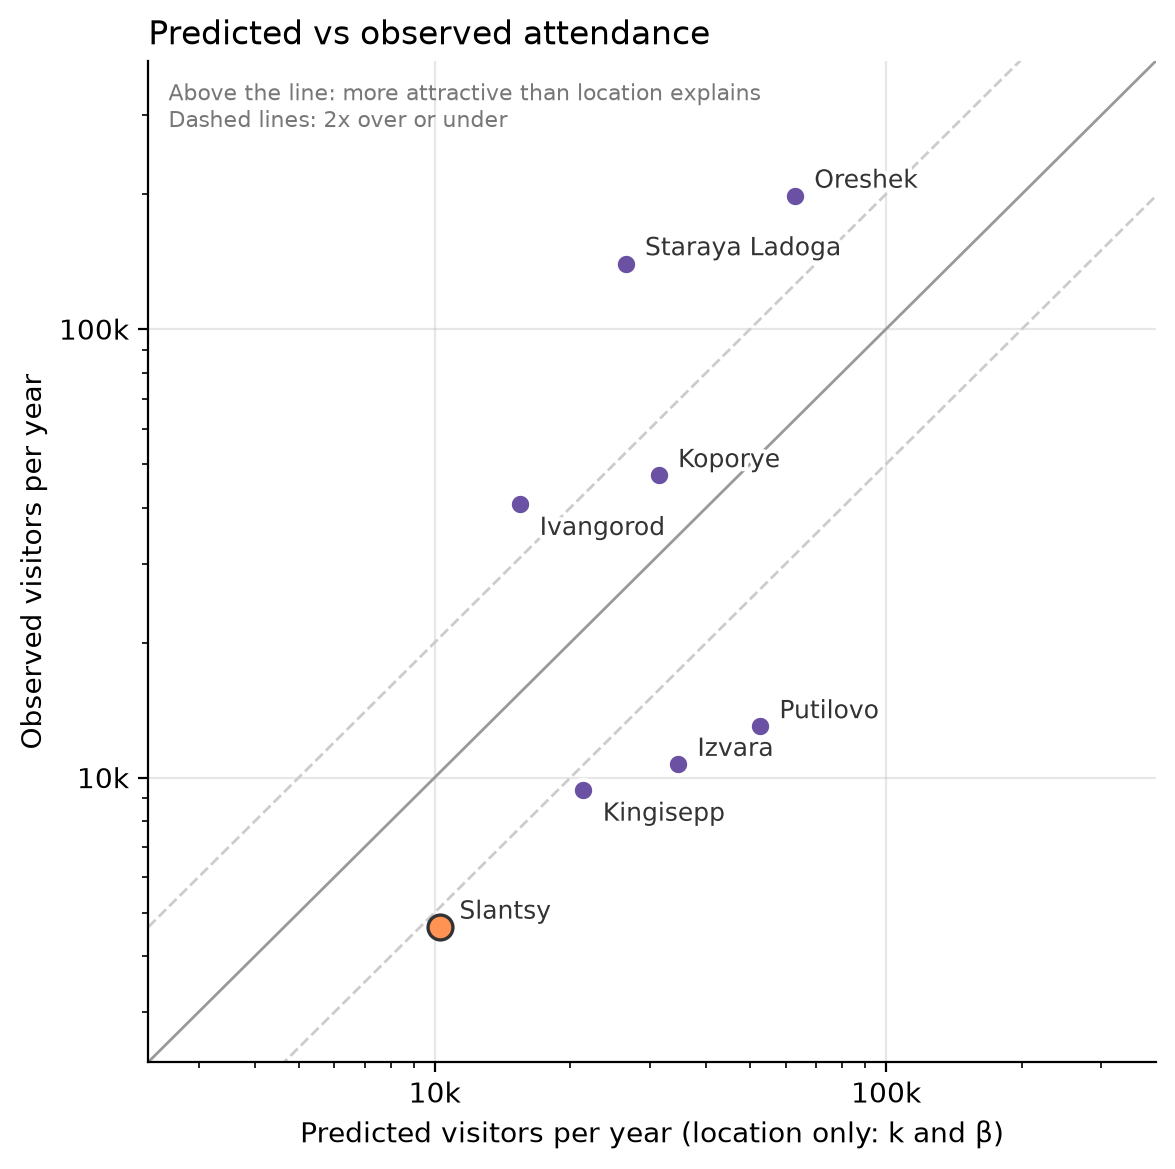 Predicted vs observed attendance
Above the line: more attractive than location explains
Dashed lines: 2x over or under
Oreshek
Staraya Ladoga
100k
Koporye
Ivangorod
Observed visitors per year
Putilovo
Izvara
10k
Kingisepp
Slantsy
10k
100k
Predicted visitors per year (location only: k and β)